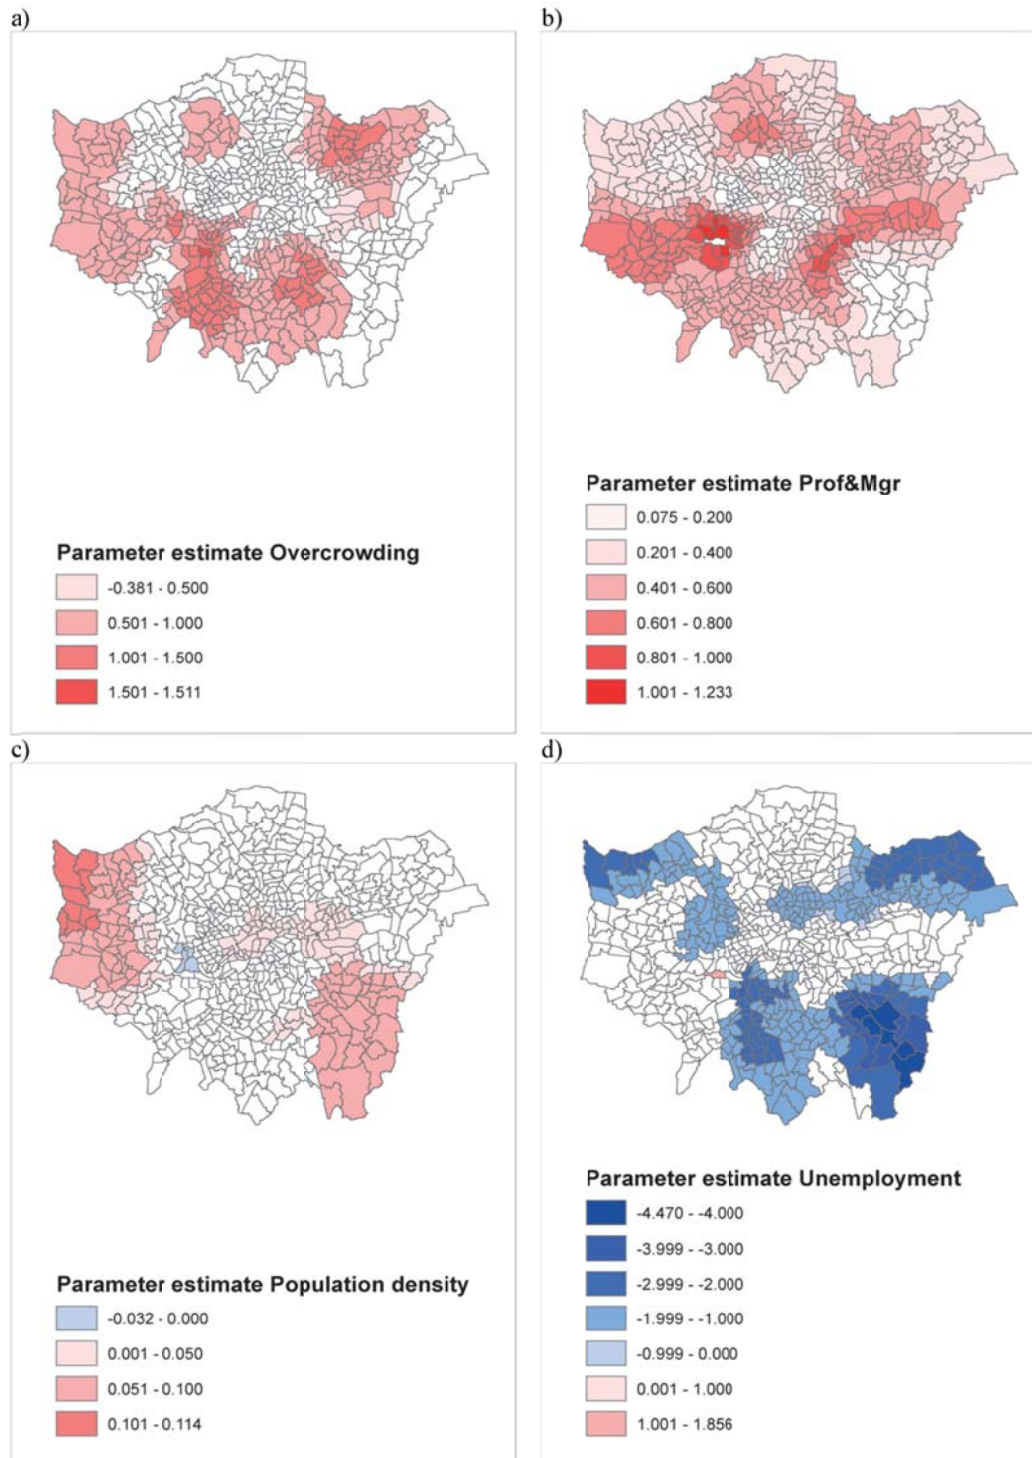 a)
Parameter estimate Overcrowding
-0.381 - 0.500
0.501 - 1.000
1.001 - 1.500
1.501 - 1.511
b)
Parameter estimate Prof&Mgr
0.075 - 0.200
0.201 - 0.400
0.401 - 0.600
0.601 - 0.800
0.801 - 1.000
1.001 - 1.233
c)
Parameter estimate Population density
-0.032 - 0.000
0.001 - 0.050
0.051 - 0.100
0.101 - 0.114
d)
Parameter estimate Unemployment
-4.470 - -4.000
-3.999 - -3.000
-2.999 - -2.000
-1.999 - -1.000
-0.999 - 0.000
0.001 - 1.000
1.001 - 1.856